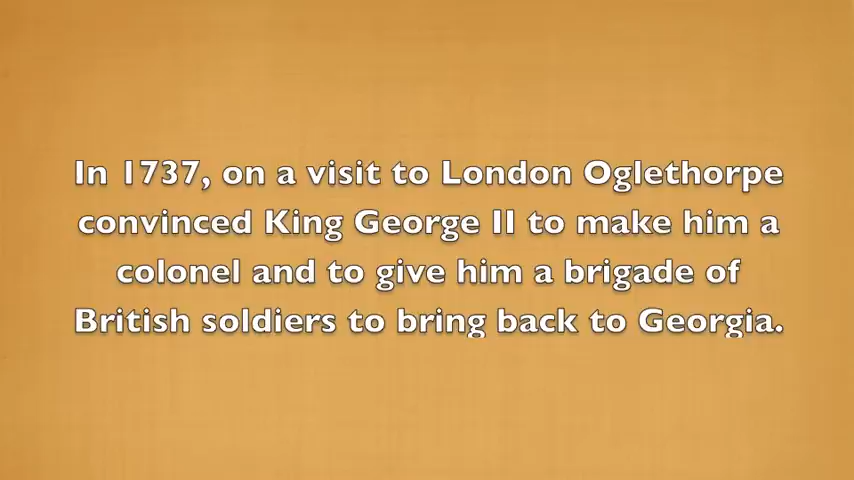 In 1737, on a visit to London Oglethorpe
convinced King George II to make him a
colonel and to give him a brigade of
British soldiers to bring back to Georgia.